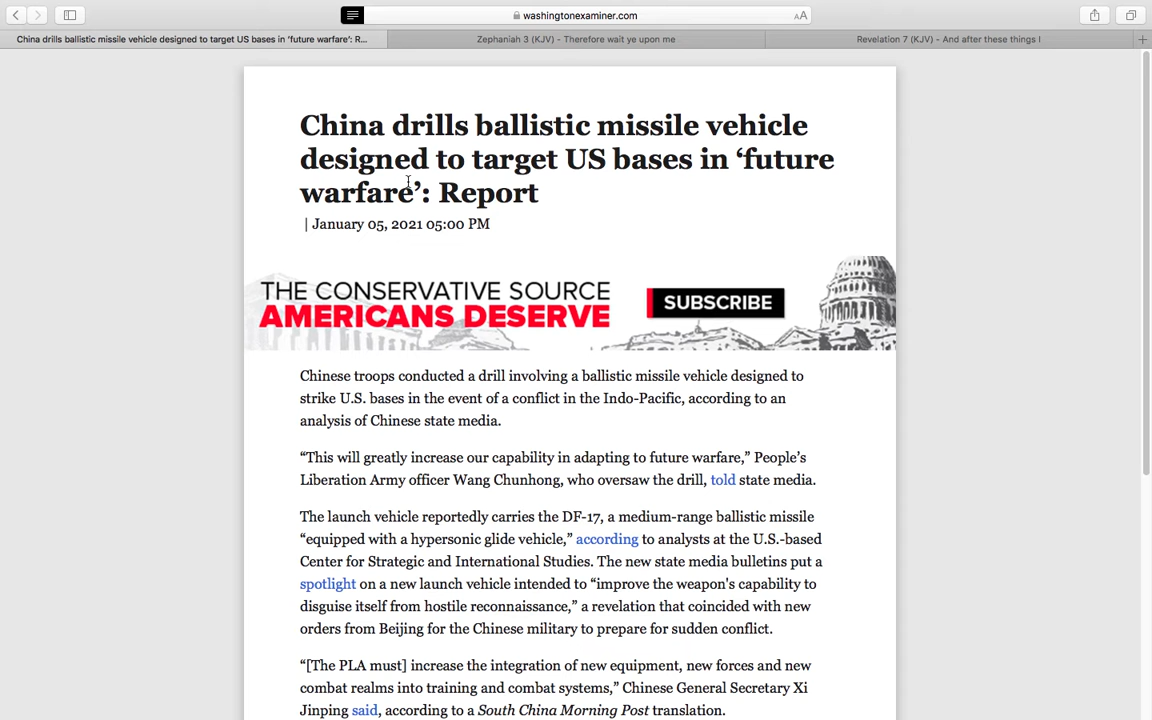 washingtonexaminer.com
AA
China drills ballistic missile vehicle designed to target US bases in ‘future warfare’: R...
Zephaniah 3 (KJV) - Therefore wait ye upon me
Revelation 7 (KJV) - And after these things I
China drills ballistic missile vehicle
designed to target US bases in ‘future
warfare’: Report
| January 05, 2021 05:00 PM
THE CONSERVATIVE SOURCE
AMERICANS DESERVE
SUBSCRIBE
Chinese troops conducted a drill involving a ballistic missile vehicle designed to
strike U.S. bases in the event of a conflict in the Indo-Pacific, according to an
analysis of Chinese state media.
“This will greatly increase our capability in adapting to future warfare,” People’s
Liberation Army officer Wang Chunhong, who oversaw the drill, told state media.
The launch vehicle reportedly carries the DF-17, a medium-range ballistic missile
“equipped with a hypersonic glide vehicle,” according to analysts at the U.S.-based
Center for Strategic and International Studies. The new state media bulletins put a
spotlight on a new launch vehicle intended to “improve the weapon's capability to
disguise itself from hostile reconnaissance,” a revelation that coincided with new
orders from Beijing for the Chinese military to prepare for sudden conflict.
“[The PLA must] increase the integration of new equipment, new forces and new
combat realms into training and combat systems,” Chinese General Secretary Xi
Jinping said, according to a South China Morning Post translation.